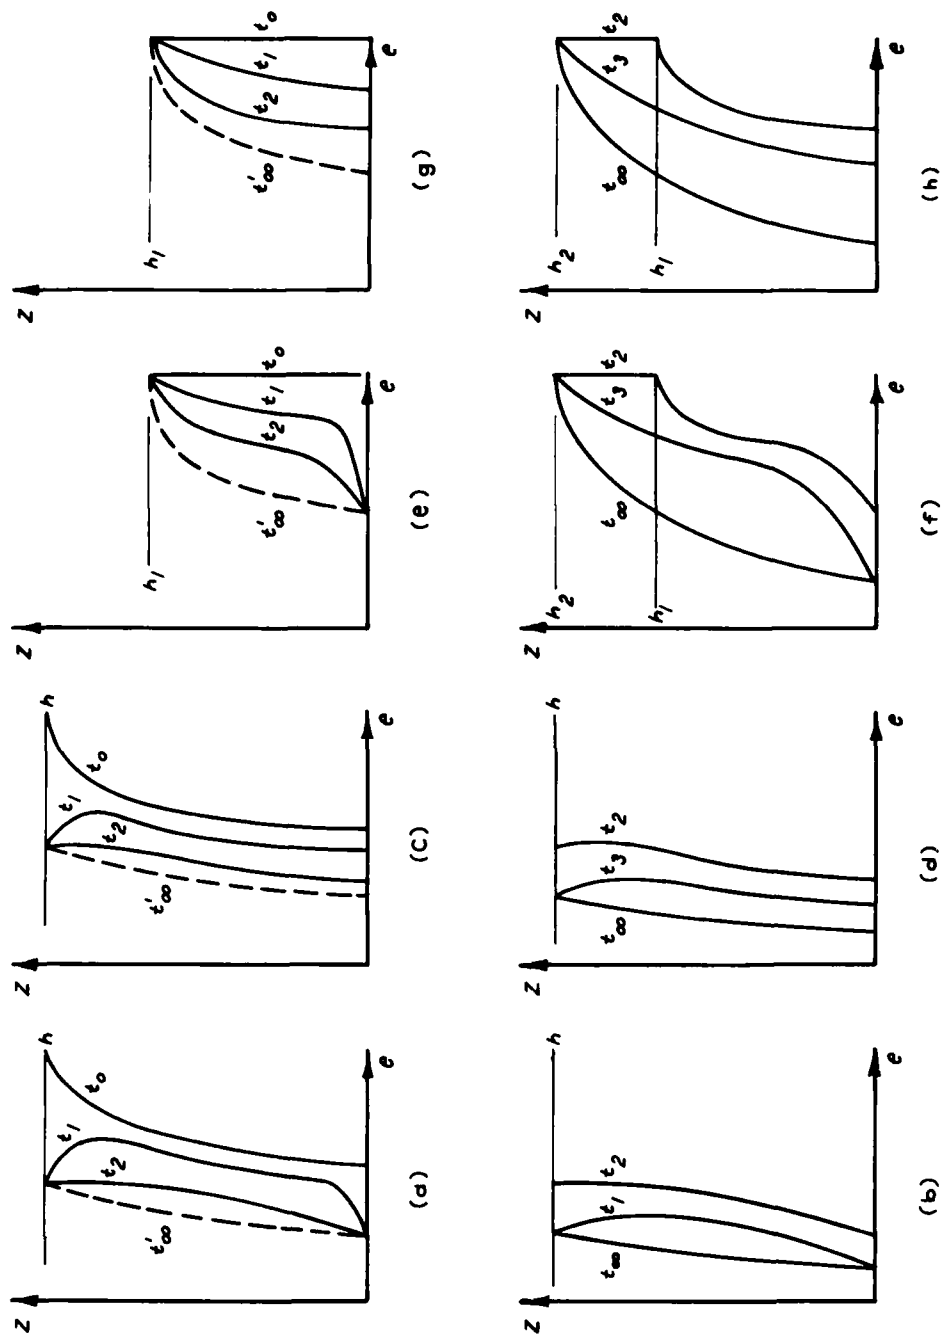 z
h
t₀
t₁
t₂
t'∞
e
(a)
z
h
t₂
t₁
t∞
e
(b)
z
h
t₀
t₁
t₂
t'∞
e
(c)
z
h
t₂
t₃
t∞
e
(d)
z
h₁
t₀
t₁
t₂
t'∞
e
(e)
z
h₂
h₁
t₂
t₃
t∞
e
(f)
z
h₁
t₀
t₁
t₂
t'∞
e
(g)
z
h₂
h₁
t₂
t₃
t∞
e
(h)